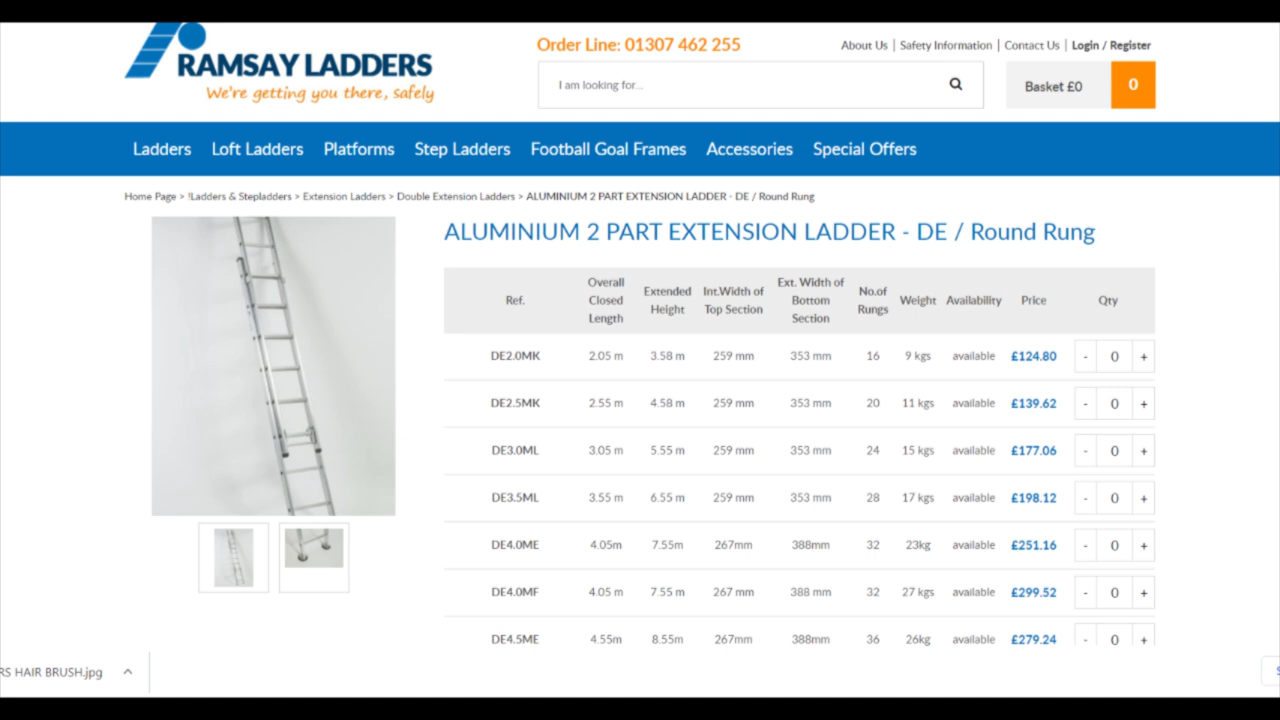 RAMSAY LADDERS
We're getting you there, safely
Order Line: 01307 462 255
About Us | Safety Information | Contact Us | Login / Register
I am looking for...
Basket £0
0
Ladders Loft Ladders Platforms Step Ladders Football Goal Frames Accessories Special Offers
Home Page > !Ladders & Stepladders > Extension Ladders > Double Extension Ladders > ALUMINIUM 2 PART EXTENSION LADDER - DE / Round Rung
ALUMINIUM 2 PART EXTENSION LADDER - DE / Round Rung
Ref. Overall Closed Length Extended Height Int.Width of Top Section Ext. Width of Bottom Section No.of Rungs Weight Availability Price Qty
DE2.0MK 2.05 m 3.58 m 259 mm 353 mm 16 9 kgs available £124.80 - 0 +
DE2.5MK 2.55 m 4.58 m 259 mm 353 mm 20 11 kgs available £139.62 - 0 +
DE3.0ML 3.05 m 5.55 m 259 mm 353 mm 24 15 kgs available £177.06 - 0 +
DE3.5ML 3.55 m 6.55 m 259 mm 353 mm 28 17 kgs available £198.12 - 0 +
DE4.0ME 4.05m 7.55m 267mm 388mm 32 23kg available £251.16 - 0 +
DE4.0MF 4.05 m 7.55 m 267 mm 388 mm 32 27 kgs available £299.52 - 0 +
DE4.5ME 4.55m 8.55m 267mm 388mm 36 26kg available £279.24 - 0 +
RS HAIR BRUSH.jpg